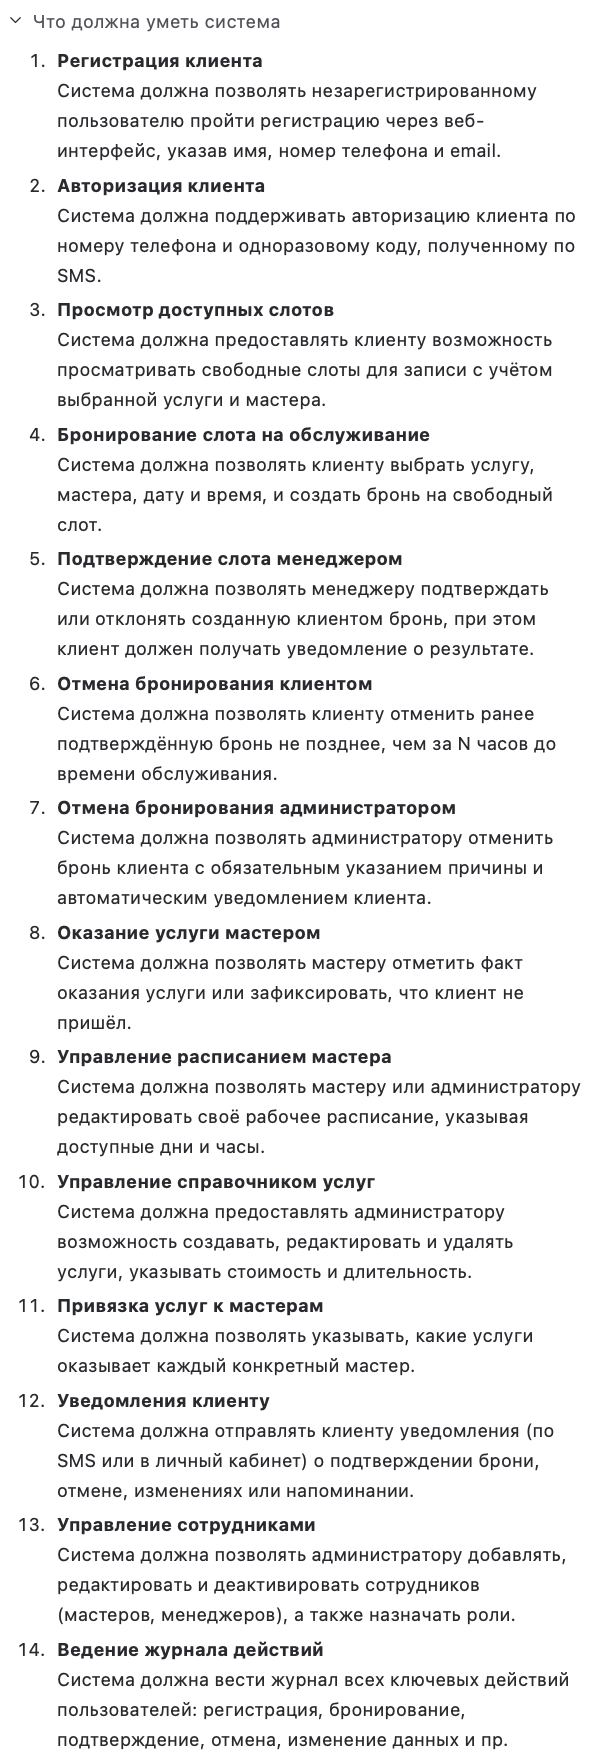 Что должна уметь система
1. Регистрация клиента
Система должна позволять незарегистрированному
пользователю пройти регистрацию через веб-
интерфейс, указав имя, номер телефона и email.
2. Авторизация клиента
Система должна поддерживать авторизацию клиента по
номеру телефона и одноразовому коду, полученному по
SMS.
3. Просмотр доступных слотов
Система должна предоставлять клиенту возможность
просматривать свободные слоты для записи с учётом
выбранной услуги и мастера.
4. Бронирование слота на обслуживание
Система должна позволять клиенту выбрать услугу,
мастера, дату и время, и создать бронь на свободный
слот.
5. Подтверждение слота менеджером
Система должна позволять менеджеру подтверждать
или отклонять созданную клиентом бронь, при этом
клиент должен получать уведомление о результате.
6. Отмена бронирования клиентом
Система должна позволять клиенту отменить ранее
подтверждённую бронь не позднее, чем за N часов до
времени обслуживания.
7. Отмена бронирования администратором
Система должна позволять администратору отменить
бронь клиента с обязательным указанием причины и
автоматическим уведомлением клиента.
8. Оказание услуги мастером
Система должна позволять мастеру отметить факт
оказания услуги или зафиксировать, что клиент не
пришёл.
9. Управление расписанием мастера
Система должна позволять мастеру или администратору
редактировать своё рабочее расписание, указывая
доступные дни и часы.
10. Управление справочником услуг
Система должна предоставлять администратору
возможность создавать, редактировать и удалять
услуги, указывать стоимость и длительность.
11. Привязка услуг к мастерам
Система должна позволять указывать, какие услуги
оказывает каждый конкретный мастер.
12. Уведомления клиенту
Система должна отправлять клиенту уведомления (по
SMS или в личный кабинет) о подтверждении брони,
отмене, изменениях или напоминании.
13. Управление сотрудниками
Система должна позволять администратору добавлять,
редактировать и деактивировать сотрудников
(мастеров, менеджеров), а также назначать роли.
14. Ведение журнала действий
Система должна вести журнал всех ключевых действий
пользователей: регистрация, бронирование,
подтверждение, отмена, изменение данных и пр.